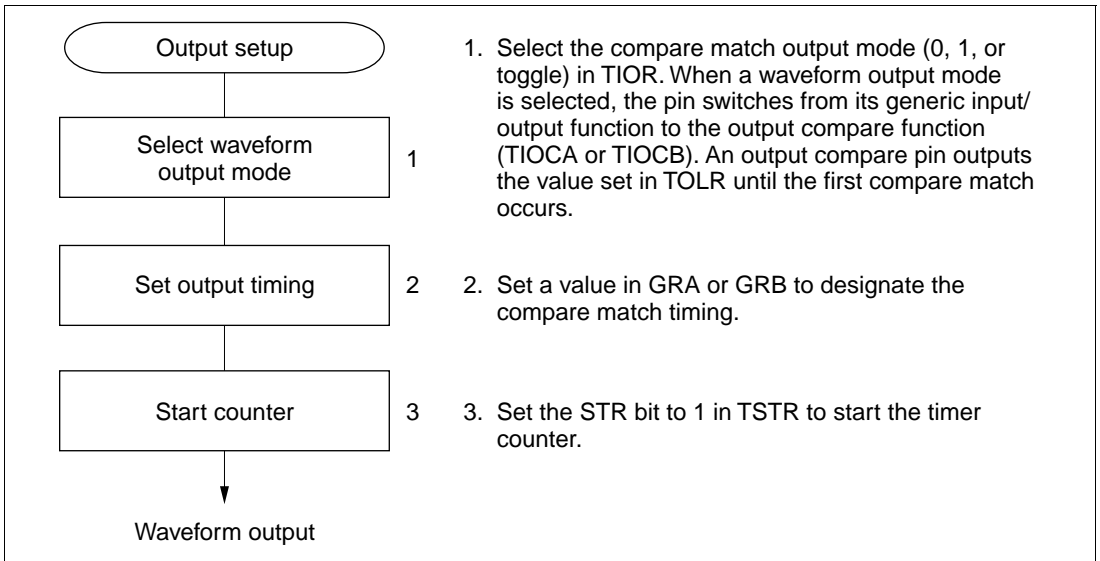 Output setup
Select waveform
output mode
1
Set output timing
2
Start counter
3
Waveform output
1. Select the compare match output mode (0, 1, or
toggle) in TIOR. When a waveform output mode
is selected, the pin switches from its generic input/
output function to the output compare function
(TIOCA or TIOCB). An output compare pin outputs
the value set in TOLR until the first compare match
occurs.
2. Set a value in GRA or GRB to designate the
compare match timing.
3. Set the STR bit to 1 in TSTR to start the timer
counter.